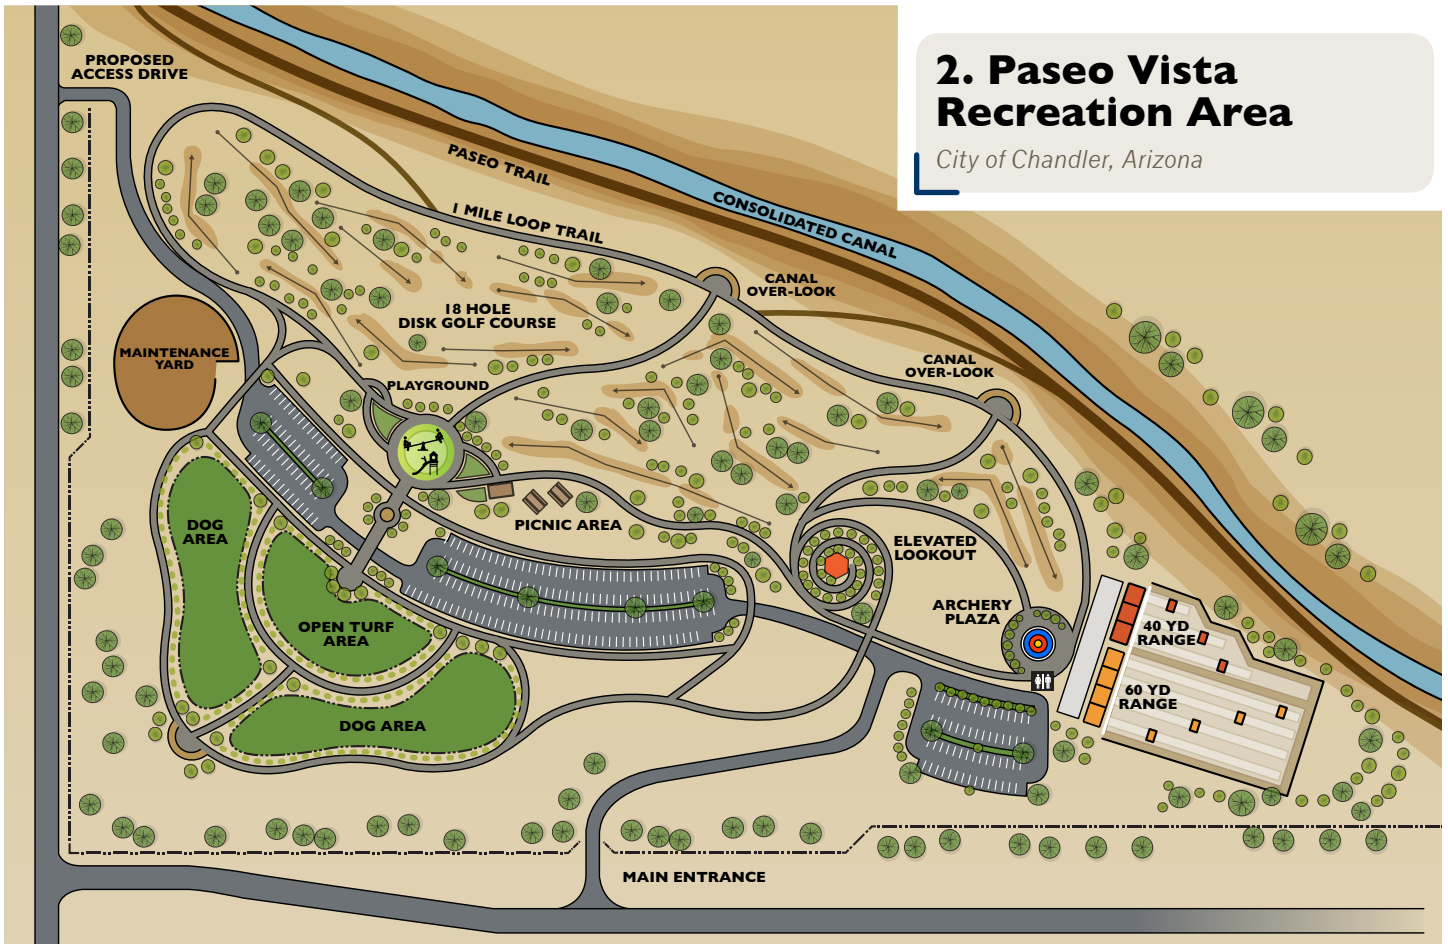 2. Paseo Vista
Recreation Area
City of Chandler, Arizona
PROPOSED
ACCESS DRIVE
PASEO TRAIL
1 MILE LOOP TRAIL
CONSOLIDATED CANAL
CANAL
OVER-LOOK
18 HOLE
DISK GOLF COURSE
MAINTENANCE
YARD
CANAL
OVER-LOOK
PLAYGROUND
PICNIC AREA
DOG
AREA
ELEVATED
LOOKOUT
ARCHERY
PLAZA
OPEN TURF
AREA
40 YD
RANGE
60 YD
RANGE
DOG AREA
MAIN ENTRANCE